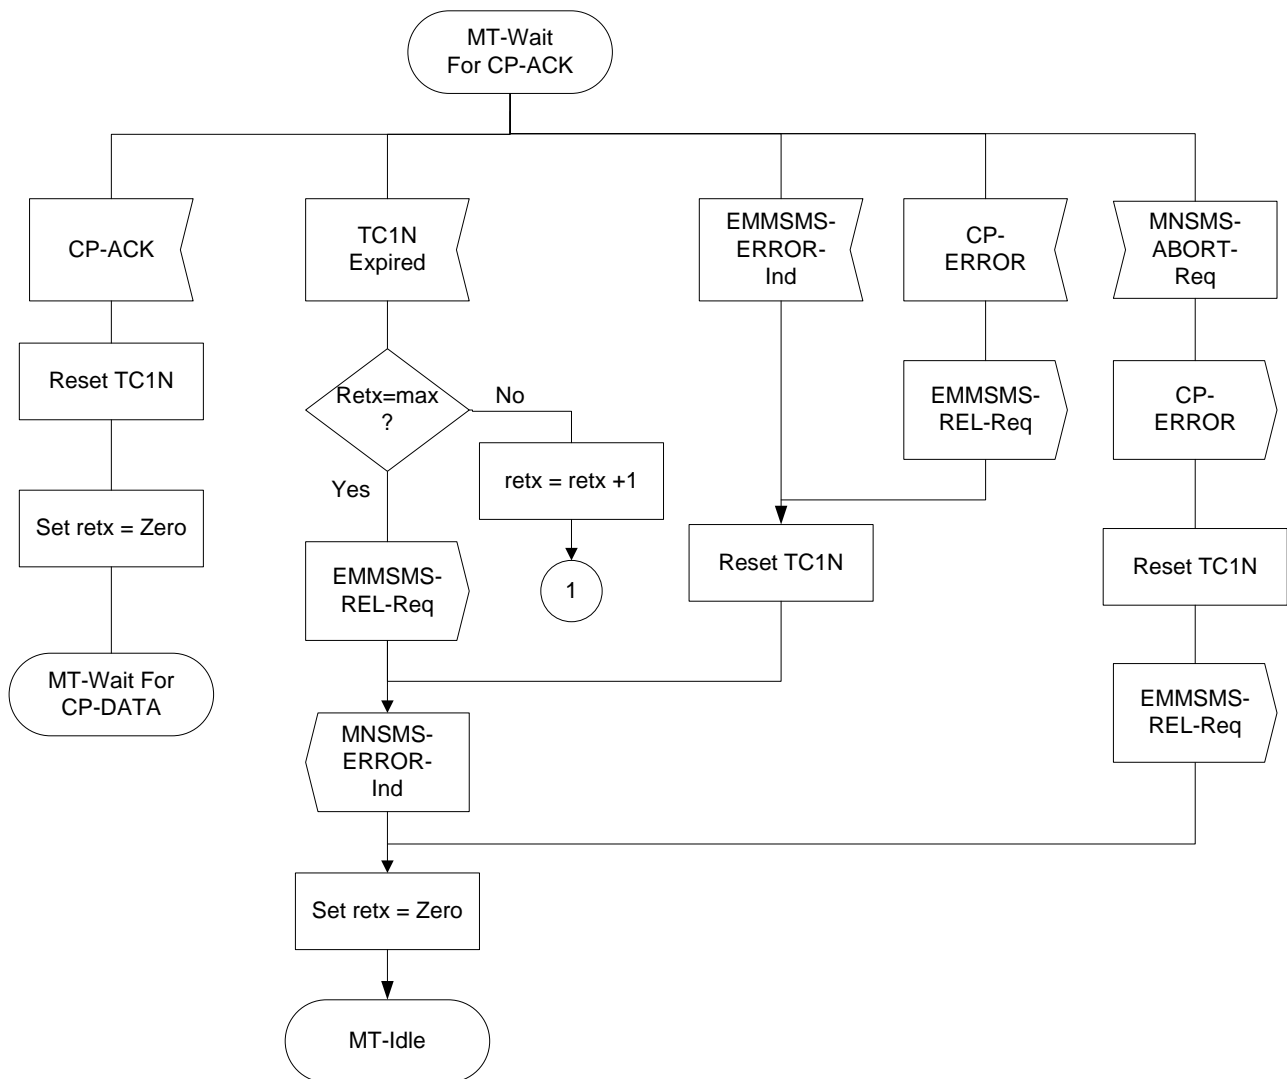 MT-Wait
For CP-ACK
CP-ACK
TC1N
Expired
EMMSMS-
ERROR-
Ind
CP-
ERROR
MNSMS-
ABORT-
Req
Reset TC1N
Retx=max
?
No
Yes
EMMSMS-
REL-Req
CP-
ERROR
Set retx = Zero
retx = retx +1
Reset TC1N
Reset TC1N
EMMSMS-
REL-Req
1
MT-Wait For
CP-DATA
EMMSMS-
REL-Req
MNSMS-
ERROR-
Ind
Set retx = Zero
MT-Idle